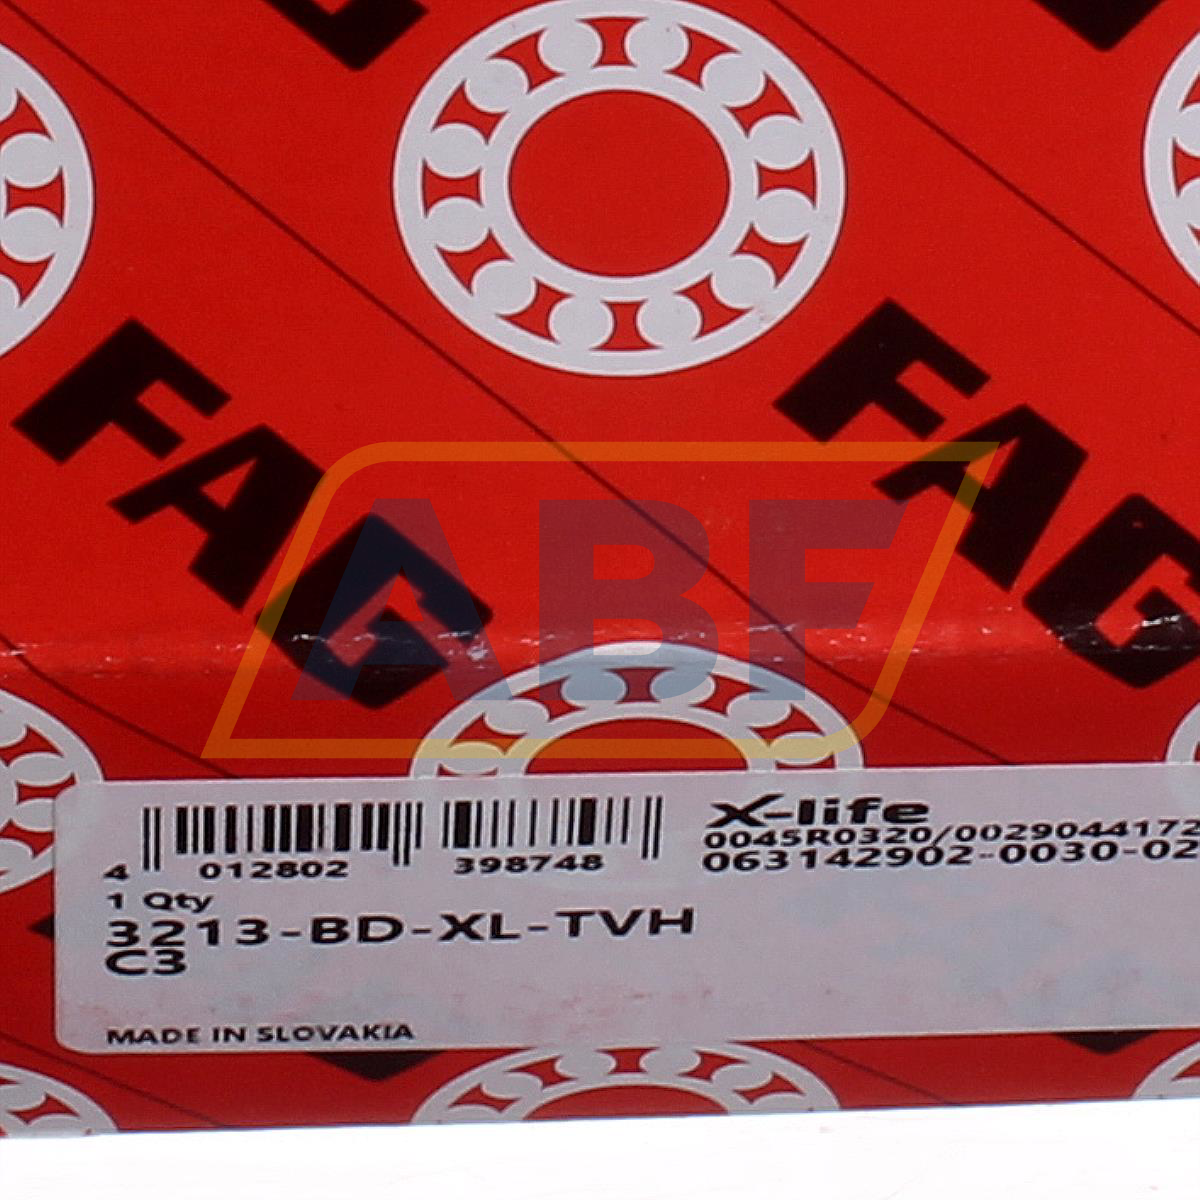 FAG
FAG
ABF
X-life
0045R0320/0029044172
063142902-0030-02
4 012802 398748
1 Qty
3213-BD-XL-TVH
C3
MADE IN SLOVAKIA